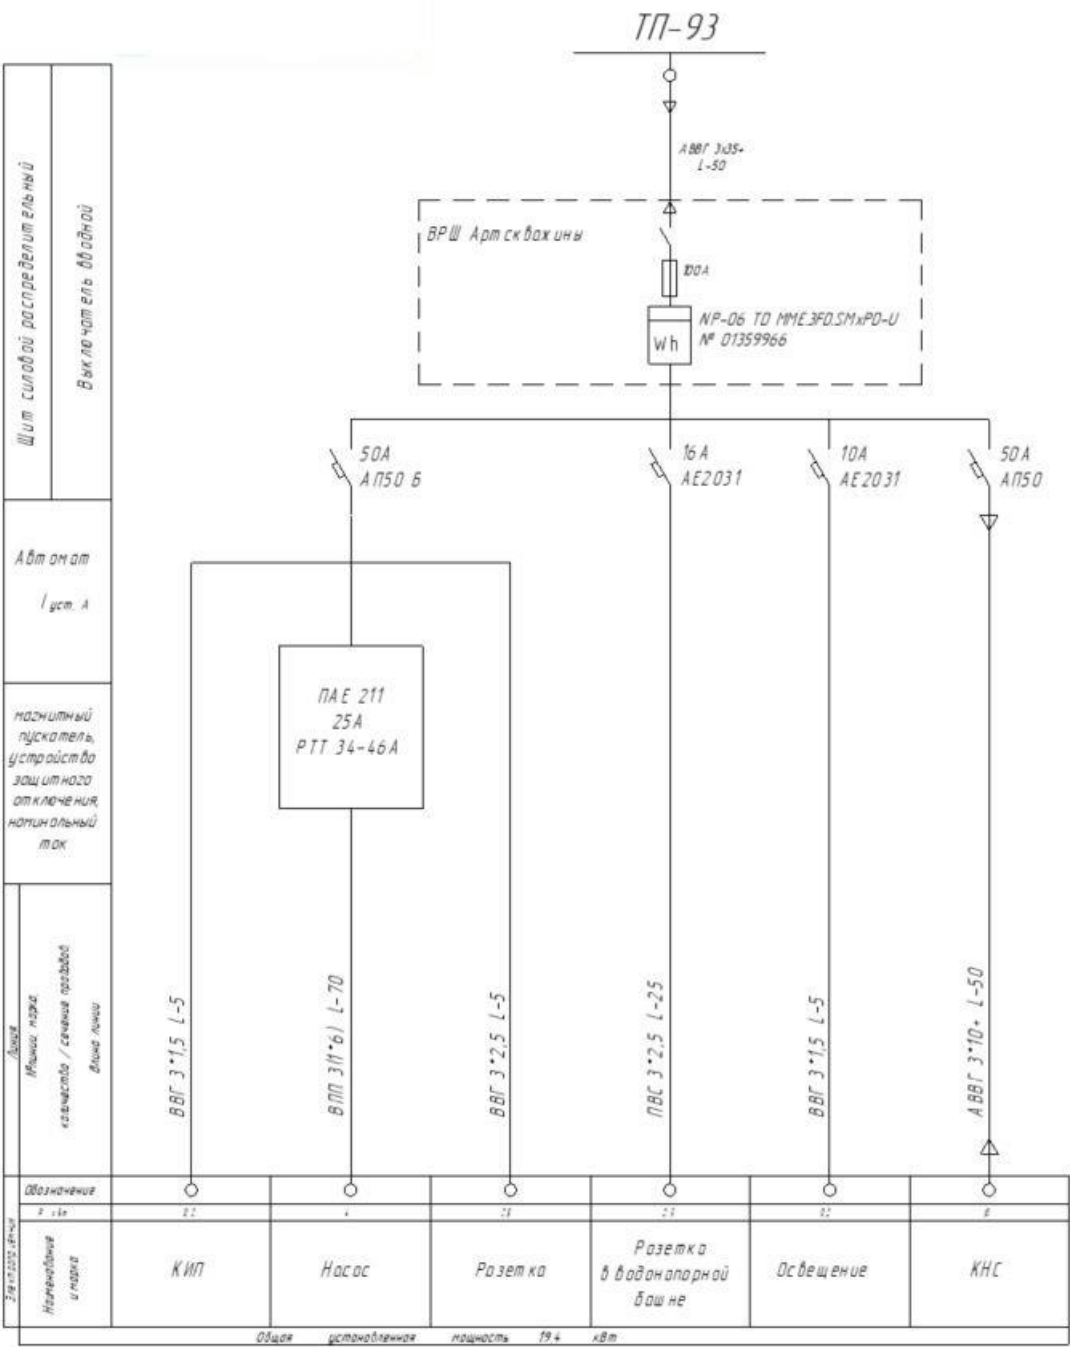 ТП-93
АВВГ 3х35+
L-50
ВРШ Артскважины
100А
NP-06 TD MME.3FD.SMxPD-U
Wh
№ 01359966
50А
АП50 Б
16А
АЕ2031
10А
АЕ2031
50А
АП50
Щит силовой распределительный
Выключатель вводной
Автомат
I уст. А
магнитный
пускатель,
устройство
защитного
отключения,
номинальный
ток
ПАЕ 211
25А
РТТ 34-46А
Линия
№линии марка,
количество / сечение проводов
длина линии
ВВГ 3*1,5 L-5
ВПП 3(1*6) L-70
ВВГ 3*2,5 L-5
ПВС 3*2,5 L-25
ВВГ 3*1,5 L-5
АВВГ 3*10+ L-50
Обозначение
Наименование
и марка
КИП
Насос
Розетка
Розетка
в водонапорной
башне
Освещение
КНС
Общая установленная мощность 19.4 кВт